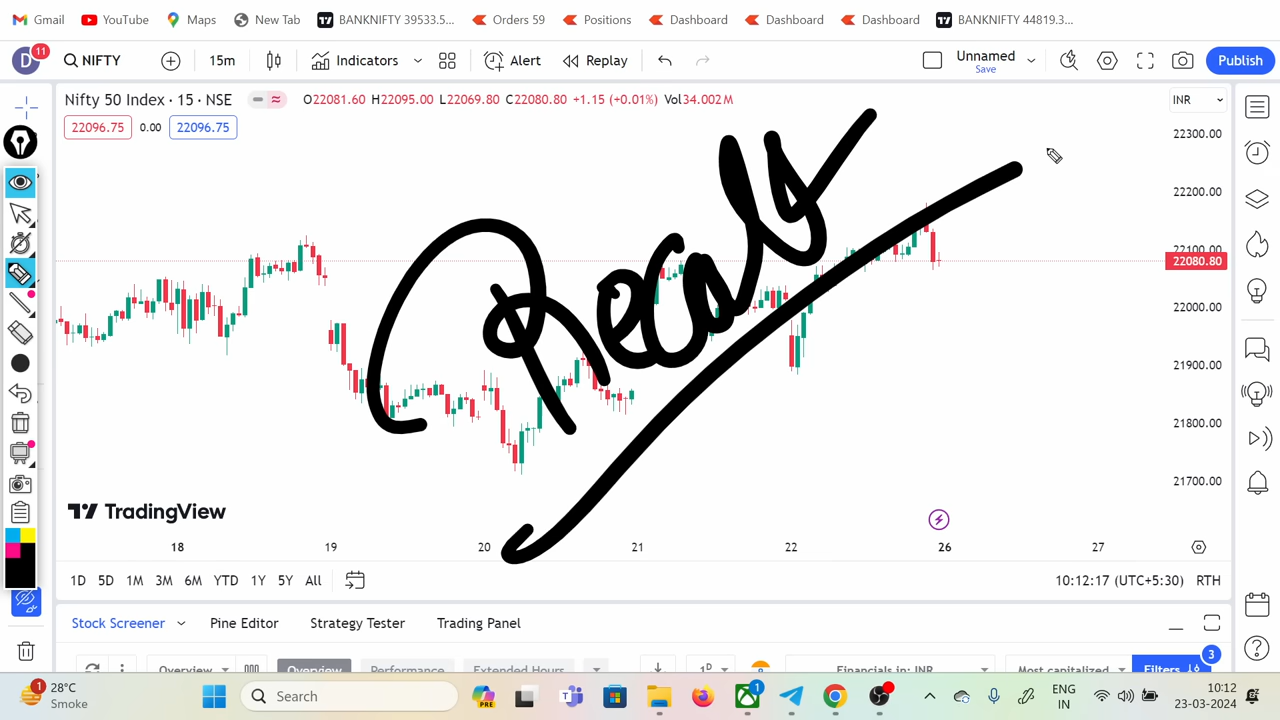 Gmail YouTube Maps New Tab BANKNIFTY 39533.5... Orders 59 Positions Dashboard Dashboard Dashboard BANKNIFTY 44819.3...
D 11 NIFTY 15m Indicators Alert Replay Unnamed Save Publish
Nifty 50 Index · 15 · NSE O22081.60 H22095.00 L22069.80 C22080.80 +1.15 (+0.01%) Vol34.002M INR
22096.75 0.00 22096.75
22300.00
22200.00
22100.00
22080.80
22000.00
21900.00
21800.00
21700.00
TradingView
18 19 20 21 22 26 27
1D 5D 1M 3M 6M YTD 1Y 5Y All 10:12:17 (UTC+5:30) RTH
Stock Screener Pine Editor Strategy Tester Trading Panel
Overview Overview Performance Extended Hours 1D Financials in: INR Most capitalized Filters 3
1 28°C Smoke Search PRE 1 ENG IN 10:12 23-03-2024